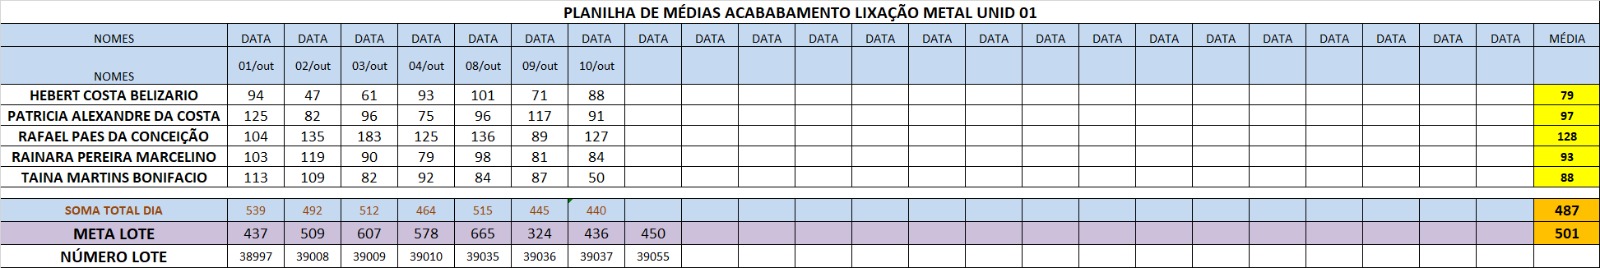 PLANILHA DE MÉDIAS ACABABAMENTO LIXAÇÃO METAL UNID 01
NOMES DATA DATA DATA DATA DATA DATA DATA DATA DATA DATA DATA DATA DATA DATA DATA DATA DATA DATA DATA DATA DATA DATA DATA MÉDIA
NOMES 01/out 02/out 03/out 04/out 08/out 09/out 10/out
HEBERT COSTA BELIZARIO 94 47 61 93 101 71 88 79
PATRICIA ALEXANDRE DA COSTA 125 82 96 75 96 117 91 97
RAFAEL PAES DA CONCEIÇÃO 104 135 183 125 136 89 127 128
RAINARA PEREIRA MARCELINO 103 119 90 79 98 81 84 93
TAINA MARTINS BONIFACIO 113 109 82 92 84 87 50 88
SOMA TOTAL DIA 539 492 512 464 515 445 440 487
META LOTE 437 509 607 578 665 324 436 450 501
NÚMERO LOTE 38997 39008 39009 39010 39035 39036 39037 39055